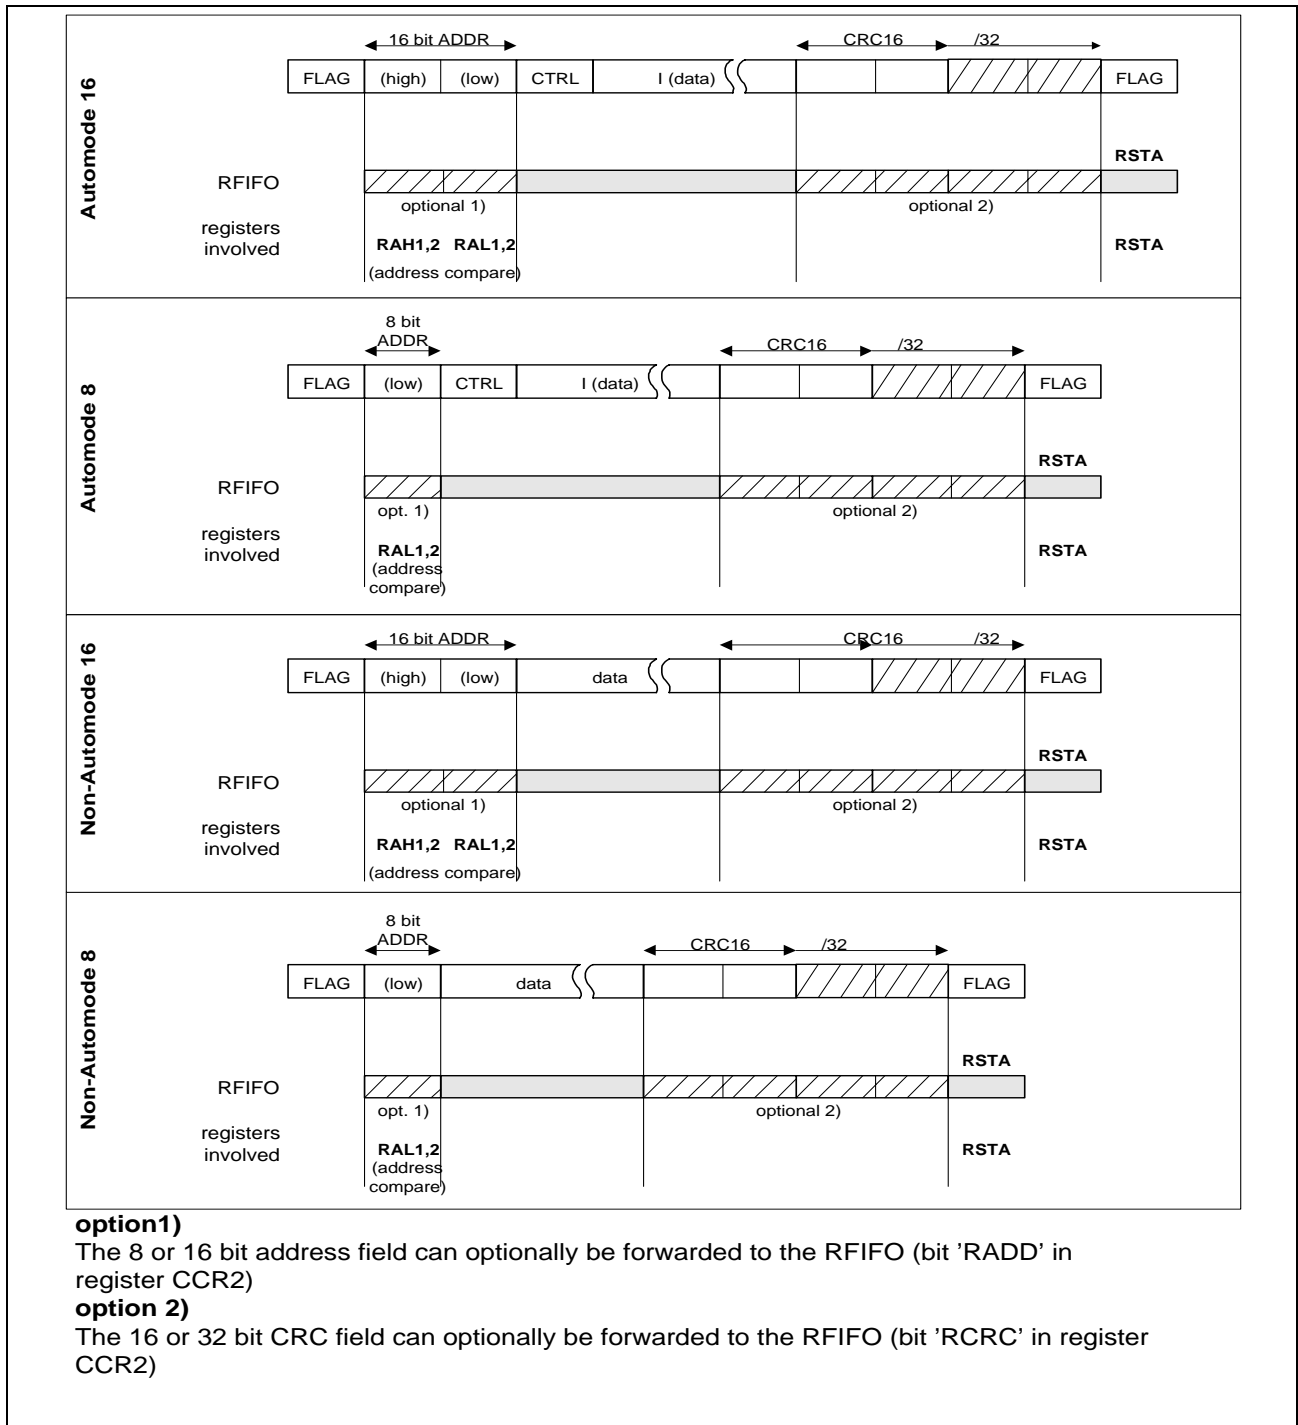 Automode 16
16 bit ADDR CRC16 /32
FLAG (high) (low) CTRL I (data) FLAG
RSTA
RFIFO
optional 1) optional 2)
registers
involved
RAH1,2 RAL1,2 RSTA
(address compare)
Automode 8
8 bit
ADDR CRC16 /32
FLAG (low) CTRL I (data) FLAG
RSTA
RFIFO
opt. 1) optional 2)
registers
involved
RAL1,2 RSTA
(address
compare)
Non-Automode 16
16 bit ADDR CRC16 /32
FLAG (high) (low) data FLAG
RSTA
RFIFO
optional 1) optional 2)
registers
involved
RAH1,2 RAL1,2 RSTA
(address compare)
Non-Automode 8
8 bit
ADDR CRC16 /32
FLAG (low) data FLAG
RSTA
RFIFO
opt. 1) optional 2)
registers
involved
RAL1,2 RSTA
(address
compare)
option1)
The 8 or 16 bit address field can optionally be forwarded to the RFIFO (bit ’RADD’ in
register CCR2)
option 2)
The 16 or 32 bit CRC field can optionally be forwarded to the RFIFO (bit ’RCRC’ in register
CCR2)